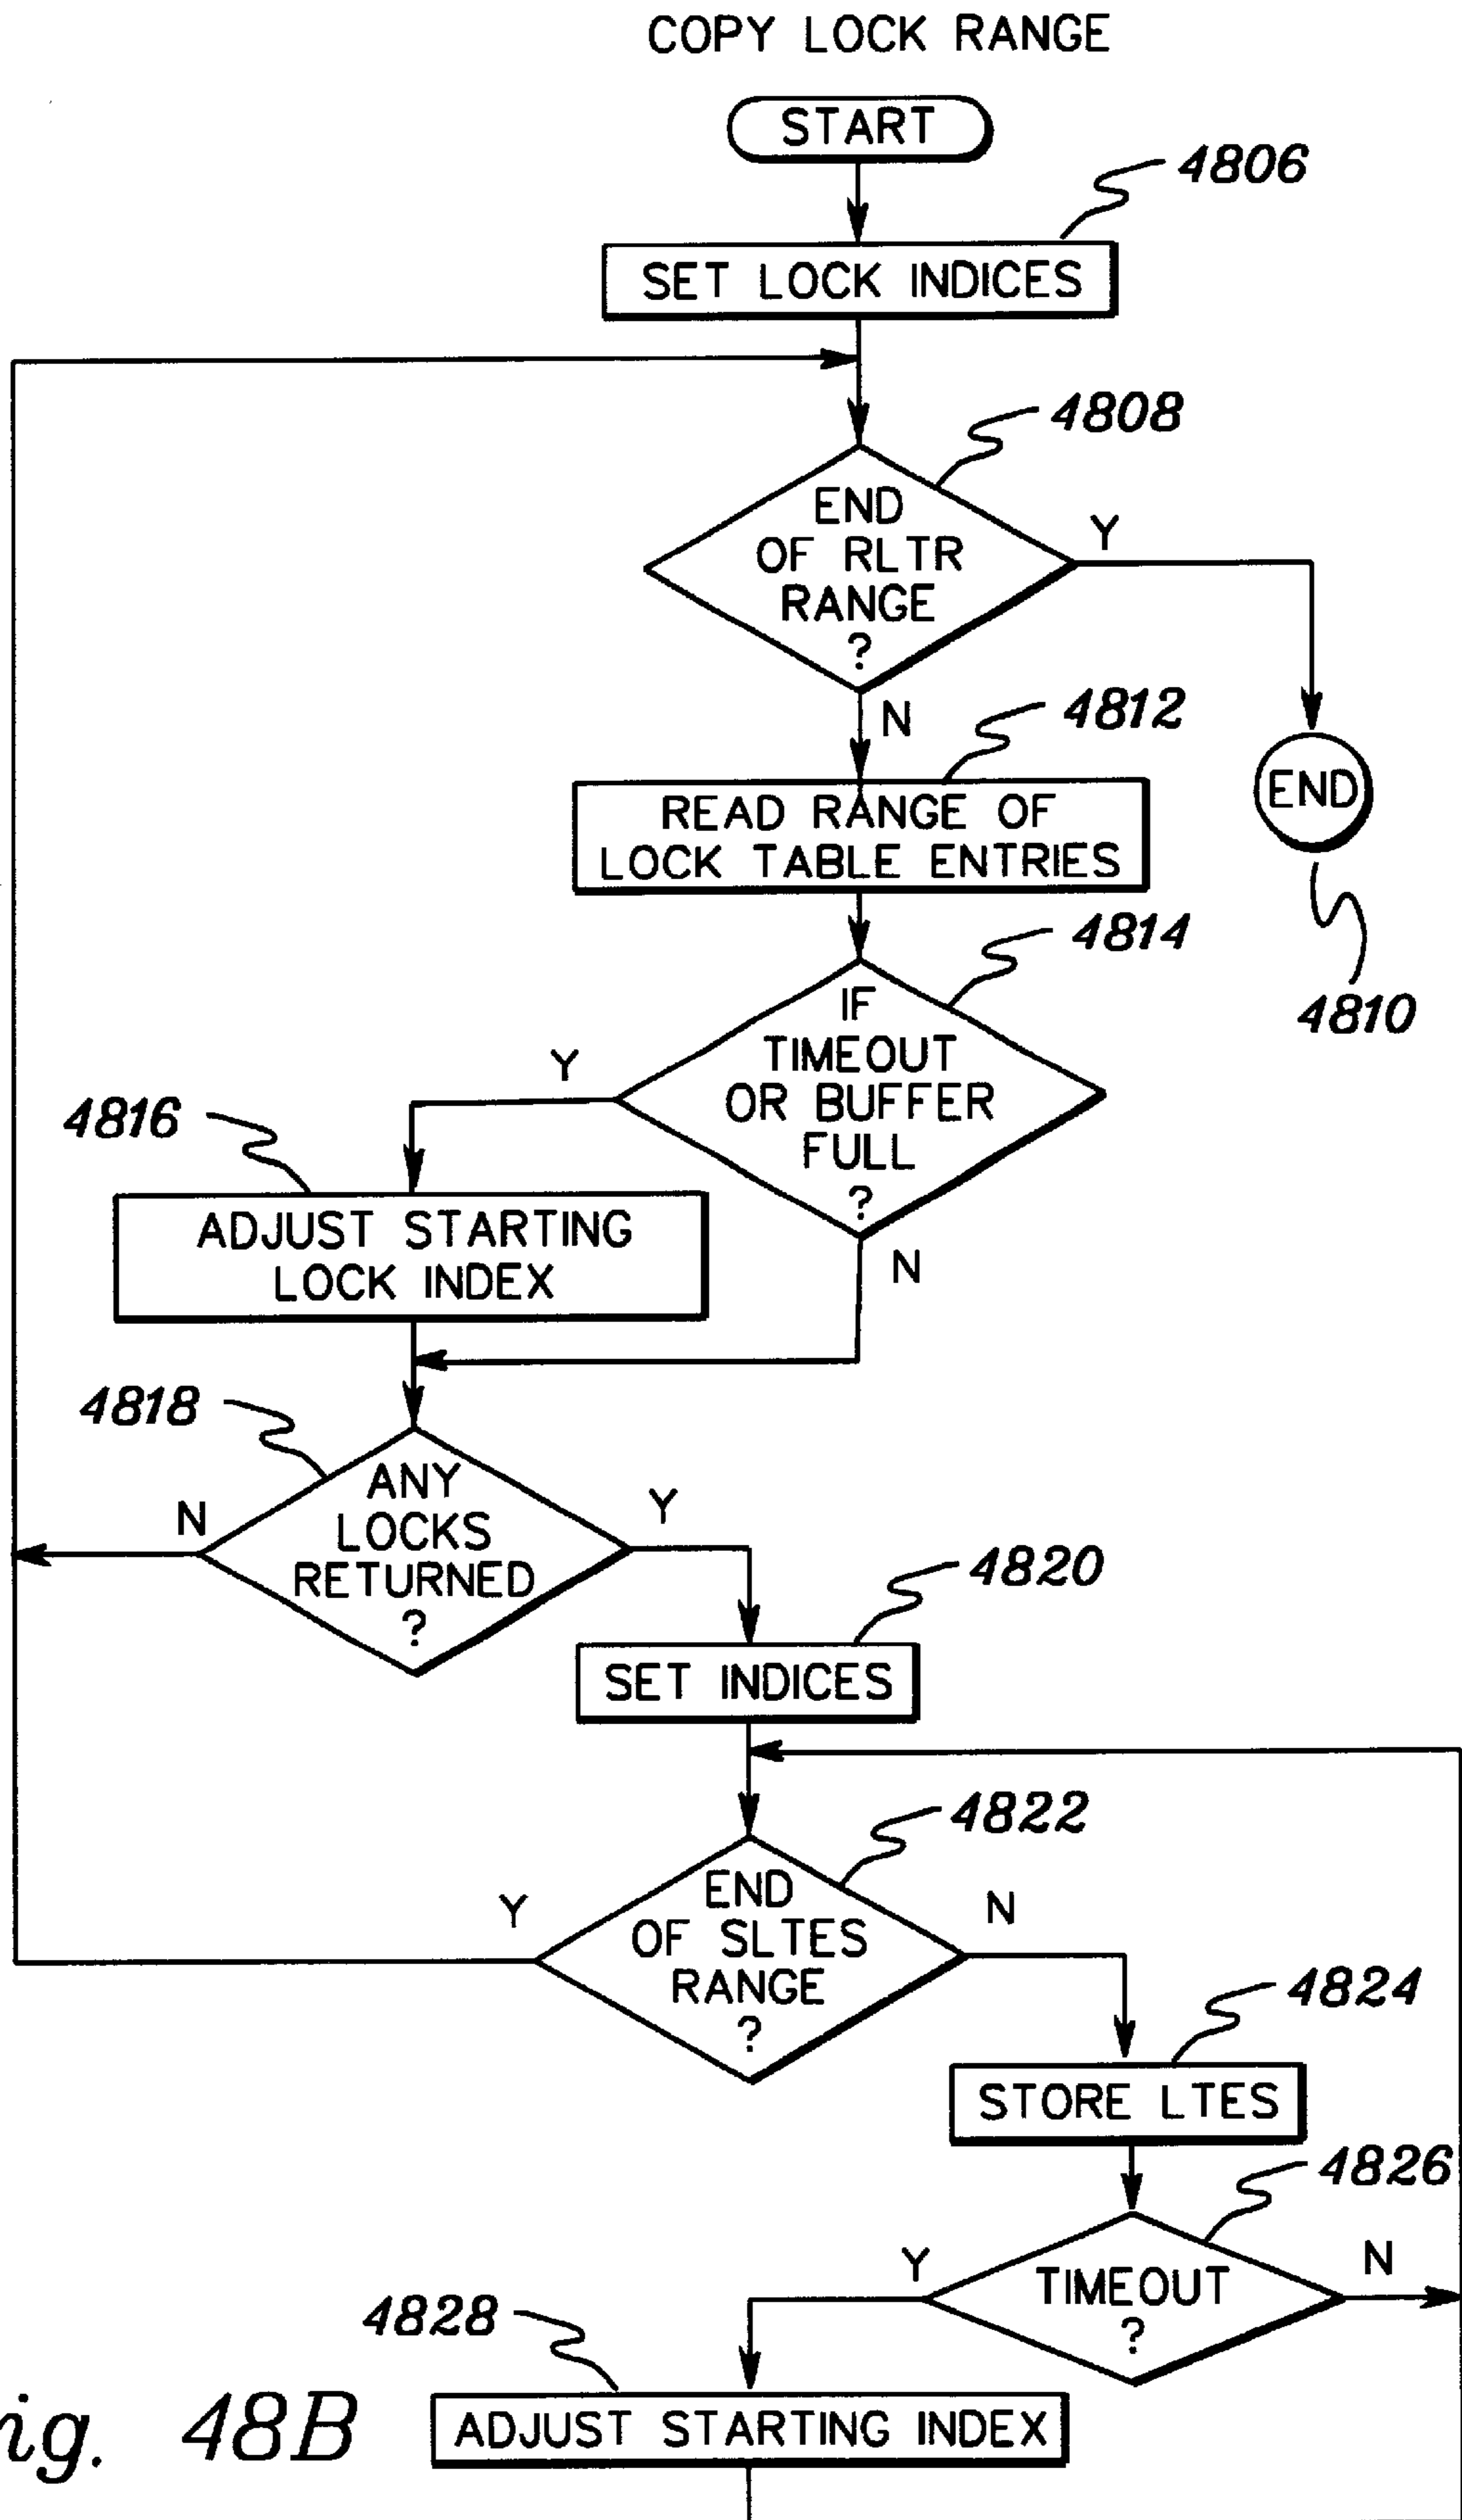 COPY LOCK RANGE
START
4806
SET LOCK INDICES
4808
END
OF RLTR
RANGE
?
Y
N
4812
READ RANGE OF
LOCK TABLE ENTRIES
END
4810
4814
IF
TIMEOUT
OR BUFFER
FULL
?
Y
N
4816
ADJUST STARTING
LOCK INDEX
4818
ANY
LOCKS
RETURNED
?
N
Y
4820
SET INDICES
4822
END
OF SLTES
RANGE
?
Y
N
4824
STORE LTES
4826
TIMEOUT
?
Y
N
4828
ADJUST STARTING INDEX
ig. 48B